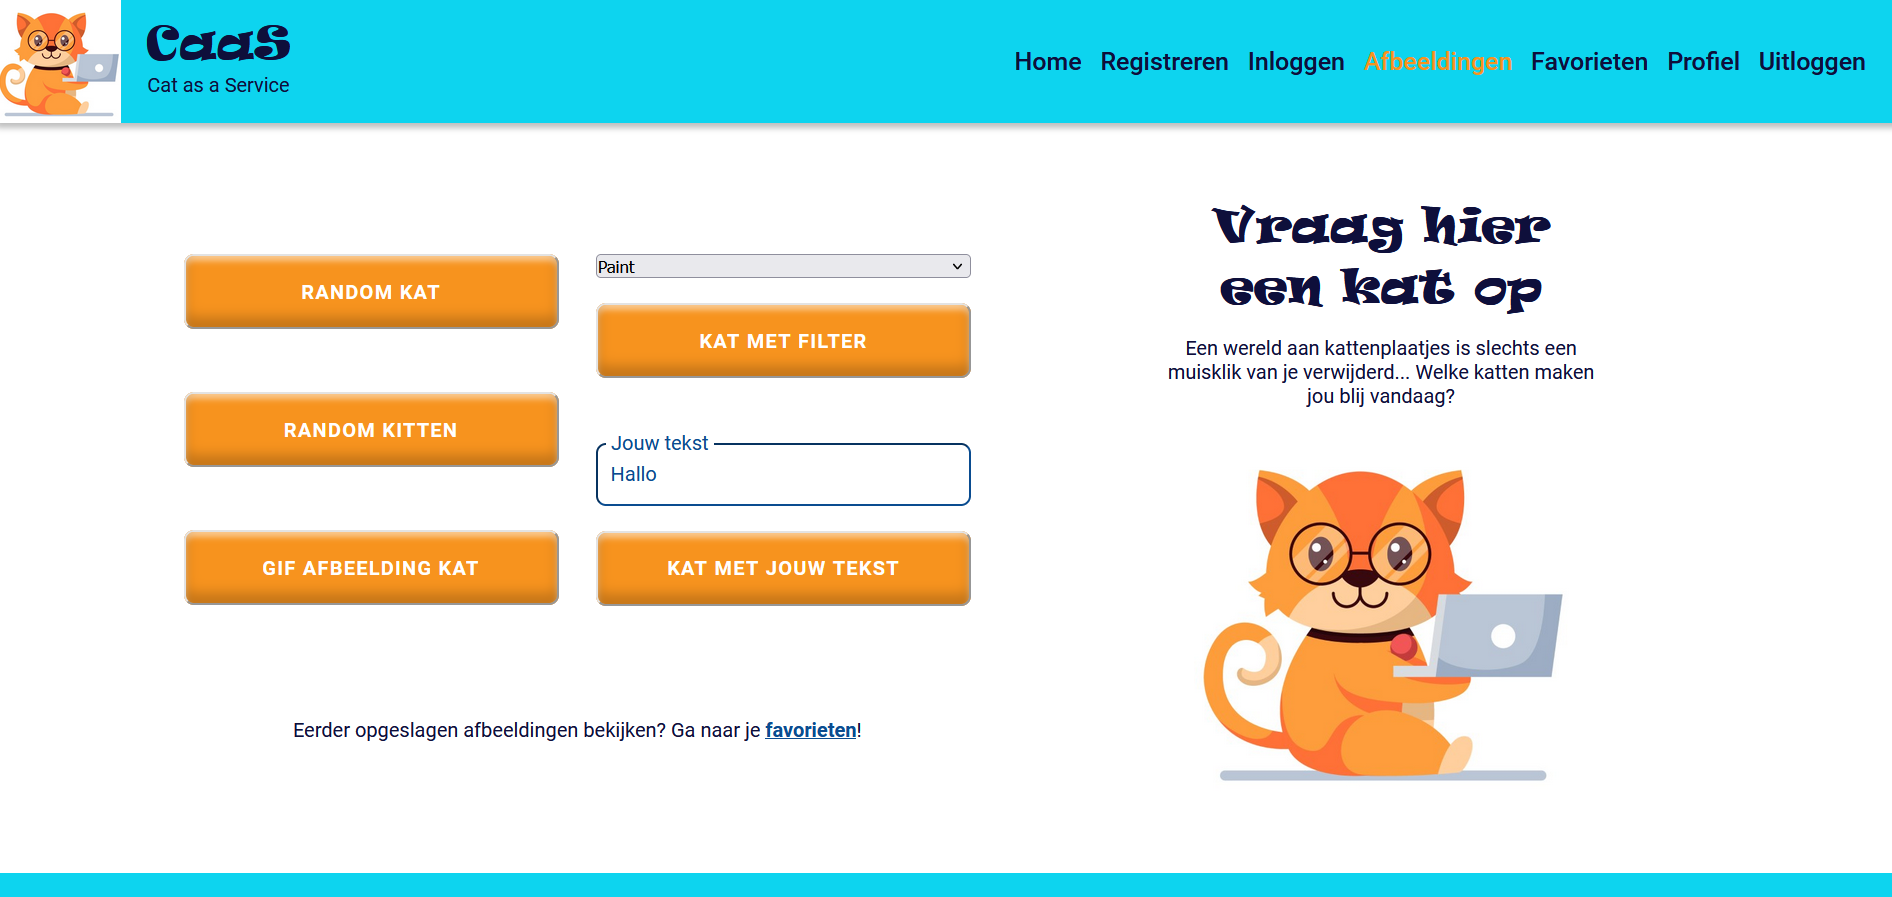 CaaS
Cat as a Service
Home Registreren Inloggen Afbeeldingen Favorieten Profiel Uitloggen
RANDOM KAT
RANDOM KITTEN
GIF AFBEELDING KAT
Paint
KAT MET FILTER
Jouw tekst
Hallo
KAT MET JOUW TEKST
Eerder opgeslagen afbeeldingen bekijken? Ga naar je favorieten!
Vraag hier
een kat op
Een wereld aan kattenplaatjes is slechts een
muisklik van je verwijderd... Welke katten maken
jou blij vandaag?